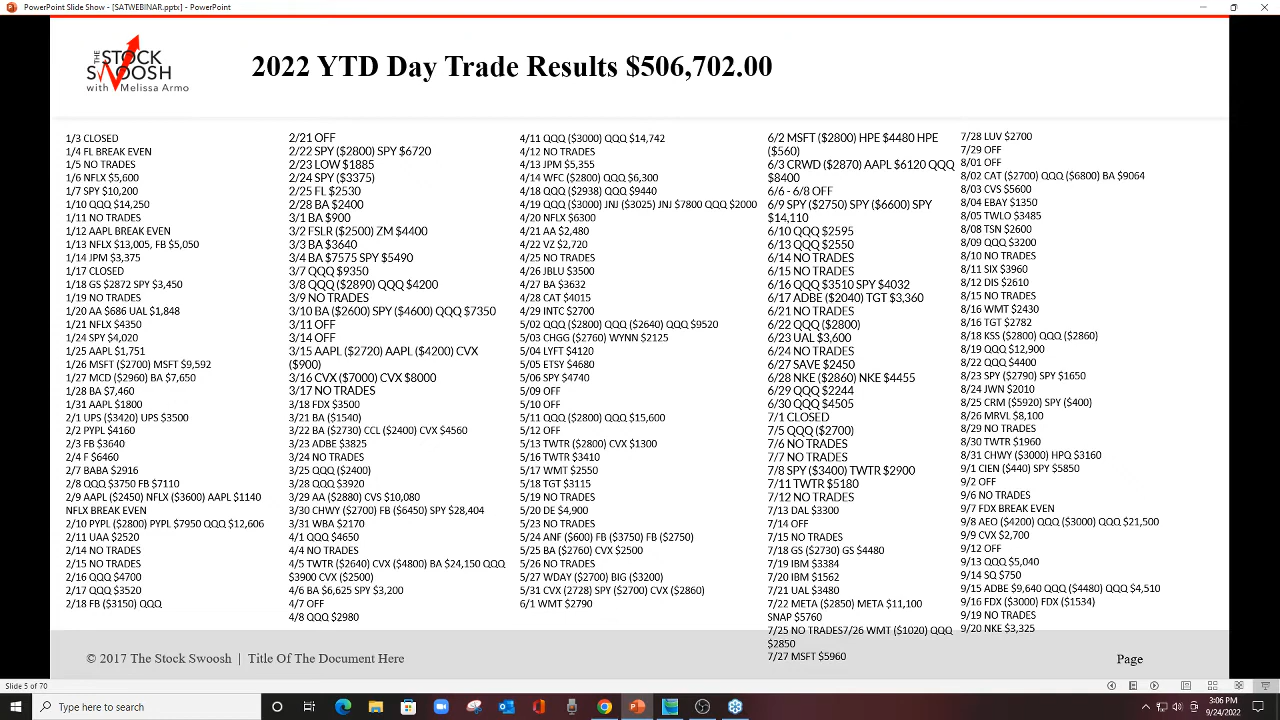 PowerPoint Slide Show - [SATWEBINAR.pptx] - PowerPoint
THE
STOCK
SWOOSH
with Melissa Armo
2022 YTD Day Trade Results $506,702.00
1/3 CLOSED
1/4 FL BREAK EVEN
1/5 NO TRADES
1/6 NFLX $5,600
1/7 SPY $10,200
1/10 QQQ $14,250
1/11 NO TRADES
1/12 AAPL BREAK EVEN
1/13 NFLX $13,005, FB $5,050
1/14 JPM $3,375
1/17 CLOSED
1/18 GS $2872 SPY $3,450
1/19 NO TRADES
1/20 AA $686 UAL $1,848
1/21 NFLX $4350
1/24 SPY $4,020
1/25 AAPL $1,751
1/26 MSFT ($2700) MSFT $9,592
1/27 MCD ($2960) BA $7,650
1/28 BA $7,460
1/31 AAPL $1800
2/1 UPS ($3420) UPS $3500
2/2 PYPL $4160
2/3 FB $3640
2/4 F $6460
2/7 BABA $2916
2/8 QQQ $3750 FB $7110
2/9 AAPL ($2450) NFLX ($3600) AAPL $1140
NFLX BREAK EVEN
2/10 PYPL ($2800) PYPL $7950 QQQ $12,606
2/11 UAA $2520
2/14 NO TRADES
2/15 NO TRADES
2/16 QQQ $4700
2/17 QQQ $3520
2/18 FB ($3150) QQQ
2/21 OFF
2/22 SPY ($2800) SPY $6720
2/23 LOW $1885
2/24 SPY ($3375)
2/25 FL $2530
2/28 BA $2400
3/1 BA $900
3/2 FSLR ($2500) ZM $4400
3/3 BA $3640
3/4 BA $7575 SPY $5490
3/7 QQQ $9350
3/8 QQQ ($2890) QQQ $4200
3/9 NO TRADES
3/10 BA ($2600) SPY ($4600) QQQ $7350
3/11 OFF
3/14 OFF
3/15 AAPL ($2720) AAPL ($4200) CVX
($900)
3/16 CVX ($7000) CVX $8000
3/17 NO TRADES
3/18 FDX $3500
3/21 BA ($1540)
3/22 BA ($2730) CCL ($2400) CVX $4560
3/23 ADBE $3825
3/24 NO TRADES
3/25 QQQ ($2400)
3/28 QQQ $3920
3/29 AA ($2880) CVS $10,080
3/30 CHWY ($2700) FB ($6450) SPY $28,404
3/31 WBA $2170
4/1 QQQ $4650
4/4 NO TRADES
4/5 TWTR ($2640) CVX ($4800) BA $24,150 QQQ
$3900 CVX ($2500)
4/6 BA $6,625 SPY $3,200
4/7 OFF
4/8 QQQ $2980
4/11 QQQ ($3000) QQQ $14,742
4/12 NO TRADES
4/13 JPM $5,355
4/14 WFC ($2800) QQQ $6,300
4/18 QQQ ($2938) QQQ $9440
4/19 QQQ ($3000) JNJ ($3025) JNJ $7800 QQQ $2000
4/20 NFLX $6300
4/21 AA $2,480
4/22 VZ $2,720
4/25 NO TRADES
4/26 JBLU $3500
4/27 BA $3632
4/28 CAT $4015
4/29 INTC $2700
5/02 QQQ ($2800) QQQ ($2640) QQQ $9520
5/03 CHGG ($2760) WYNN $2125
5/04 LYFT $4120
5/05 ETSY $4680
5/06 SPY $4740
5/09 OFF
5/10 OFF
5/11 QQQ ($2800) QQQ $15,600
5/12 OFF
5/13 TWTR ($2800) CVX $1300
5/16 TWTR $3410
5/17 WMT $2550
5/18 TGT $3115
5/19 NO TRADES
5/20 DE $4,900
5/23 NO TRADES
5/24 ANF ($600) FB ($3750) FB ($2750)
5/25 BA ($2760) CVX $2500
5/26 NO TRADES
5/27 WDAY ($2700) BIG ($3200)
5/31 CVX (2728) SPY ($2700) CVX ($2860)
6/1 WMT $2790
6/2 MSFT ($2800) HPE $4480 HPE
($560)
6/3 CRWD ($2870) AAPL $6120 QQQ
$8400
6/6 - 6/8 OFF
6/9 SPY ($2750) SPY ($6600) SPY
$14,110
6/10 QQQ $2595
6/13 QQQ $2550
6/14 NO TRADES
6/15 NO TRADES
6/16 QQQ $3510 SPY $4032
6/17 ADBE ($2040) TGT $3,360
6/21 NO TRADES
6/22 QQQ ($2800)
6/23 UAL $3,600
6/24 NO TRADES
6/27 SAVE $2450
6/28 NKE ($2860) NKE $4455
6/29 QQQ $2244
6/30 QQQ $4505
7/1 CLOSED
7/5 QQQ ($2700)
7/6 NO TRADES
7/7 NO TRADES
7/8 SPY ($3400) TWTR $2900
7/11 TWTR $5180
7/12 NO TRADES
7/13 DAL $3300
7/14 OFF
7/15 NO TRADES
7/18 GS ($2730) GS $4480
7/19 IBM $3384
7/20 IBM $1562
7/21 UAL $3480
7/22 META ($2850) META $11,100
SNAP $5760
7/25 NO TRADES7/26 WMT ($1020) QQQ
$2850
7/27 MSFT $5960
7/28 LUV $2700
7/29 OFF
8/01 OFF
8/02 CAT ($2700) QQQ ($6800) BA $9064
8/03 CVS $5600
8/04 EBAY $1350
8/05 TWLO $3485
8/08 TSN $2600
8/09 QQQ $3200
8/10 NO TRADES
8/11 SIX $3960
8/12 DIS $2610
8/15 NO TRADES
8/16 WMT $2430
8/16 TGT $2782
8/18 KSS ($2800) QQQ ($2860)
8/19 QQQ $12,900
8/22 QQQ $4400
8/23 SPY ($2790) SPY $1650
8/24 JWN $2010
8/25 CRM ($5920) SPY ($400)
8/26 MRVL $8,100
8/29 NO TRADES
8/30 TWTR $1960
8/31 CHWY ($3000) HPQ $3160
9/1 CIEN ($440) SPY $5850
9/2 OFF
9/6 NO TRADES
9/7 FDX BREAK EVEN
9/8 AEO ($4200) QQQ ($3000) QQQ $21,500
9/9 CVX $2,700
9/12 OFF
9/13 QQQ $5,040
9/14 SQ $750
9/15 ADBE $9,640 QQQ ($4480) QQQ $4,510
9/16 FDX ($3000) FDX ($1534)
9/19 NO TRADES
9/20 NKE $3,325
© 2017 The Stock Swoosh | Title Of The Document Here
Page
Slide 5 of 70
Type here to search
3:06 PM
9/24/2022